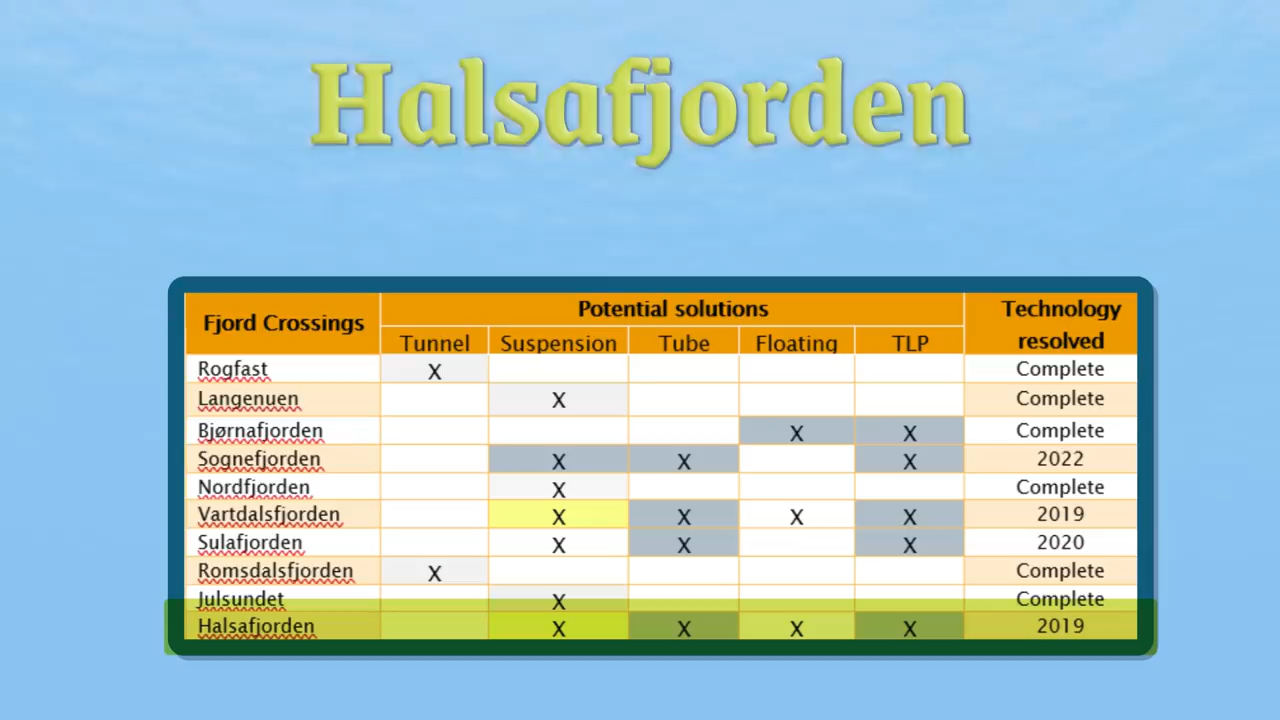 Halsafjorden
Fjord Crossings Potential solutions Technology resolved
Tunnel Suspension Tube Floating TLP
Rogfast X Complete
Langenuen X Complete
Bjørnafjorden X X Complete
Sognefjorden X X X 2022
Nordfjorden X Complete
Vartdalsfjorden X X X X 2019
Sulafjorden X X X 2020
Romsdalsfjorden X Complete
Julsundet X Complete
Halsafjorden X X X X 2019